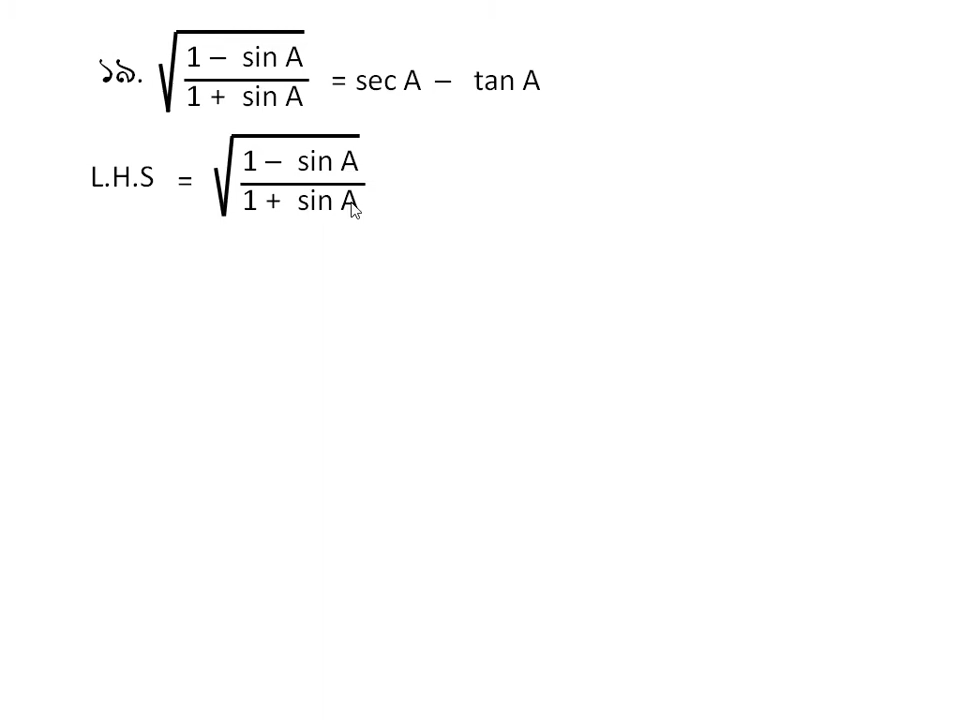 ১৯. √((1 – sin A)/(1 + sin A)) = sec A – tan A
L.H.S = √((1 – sin A)/(1 + sin A))